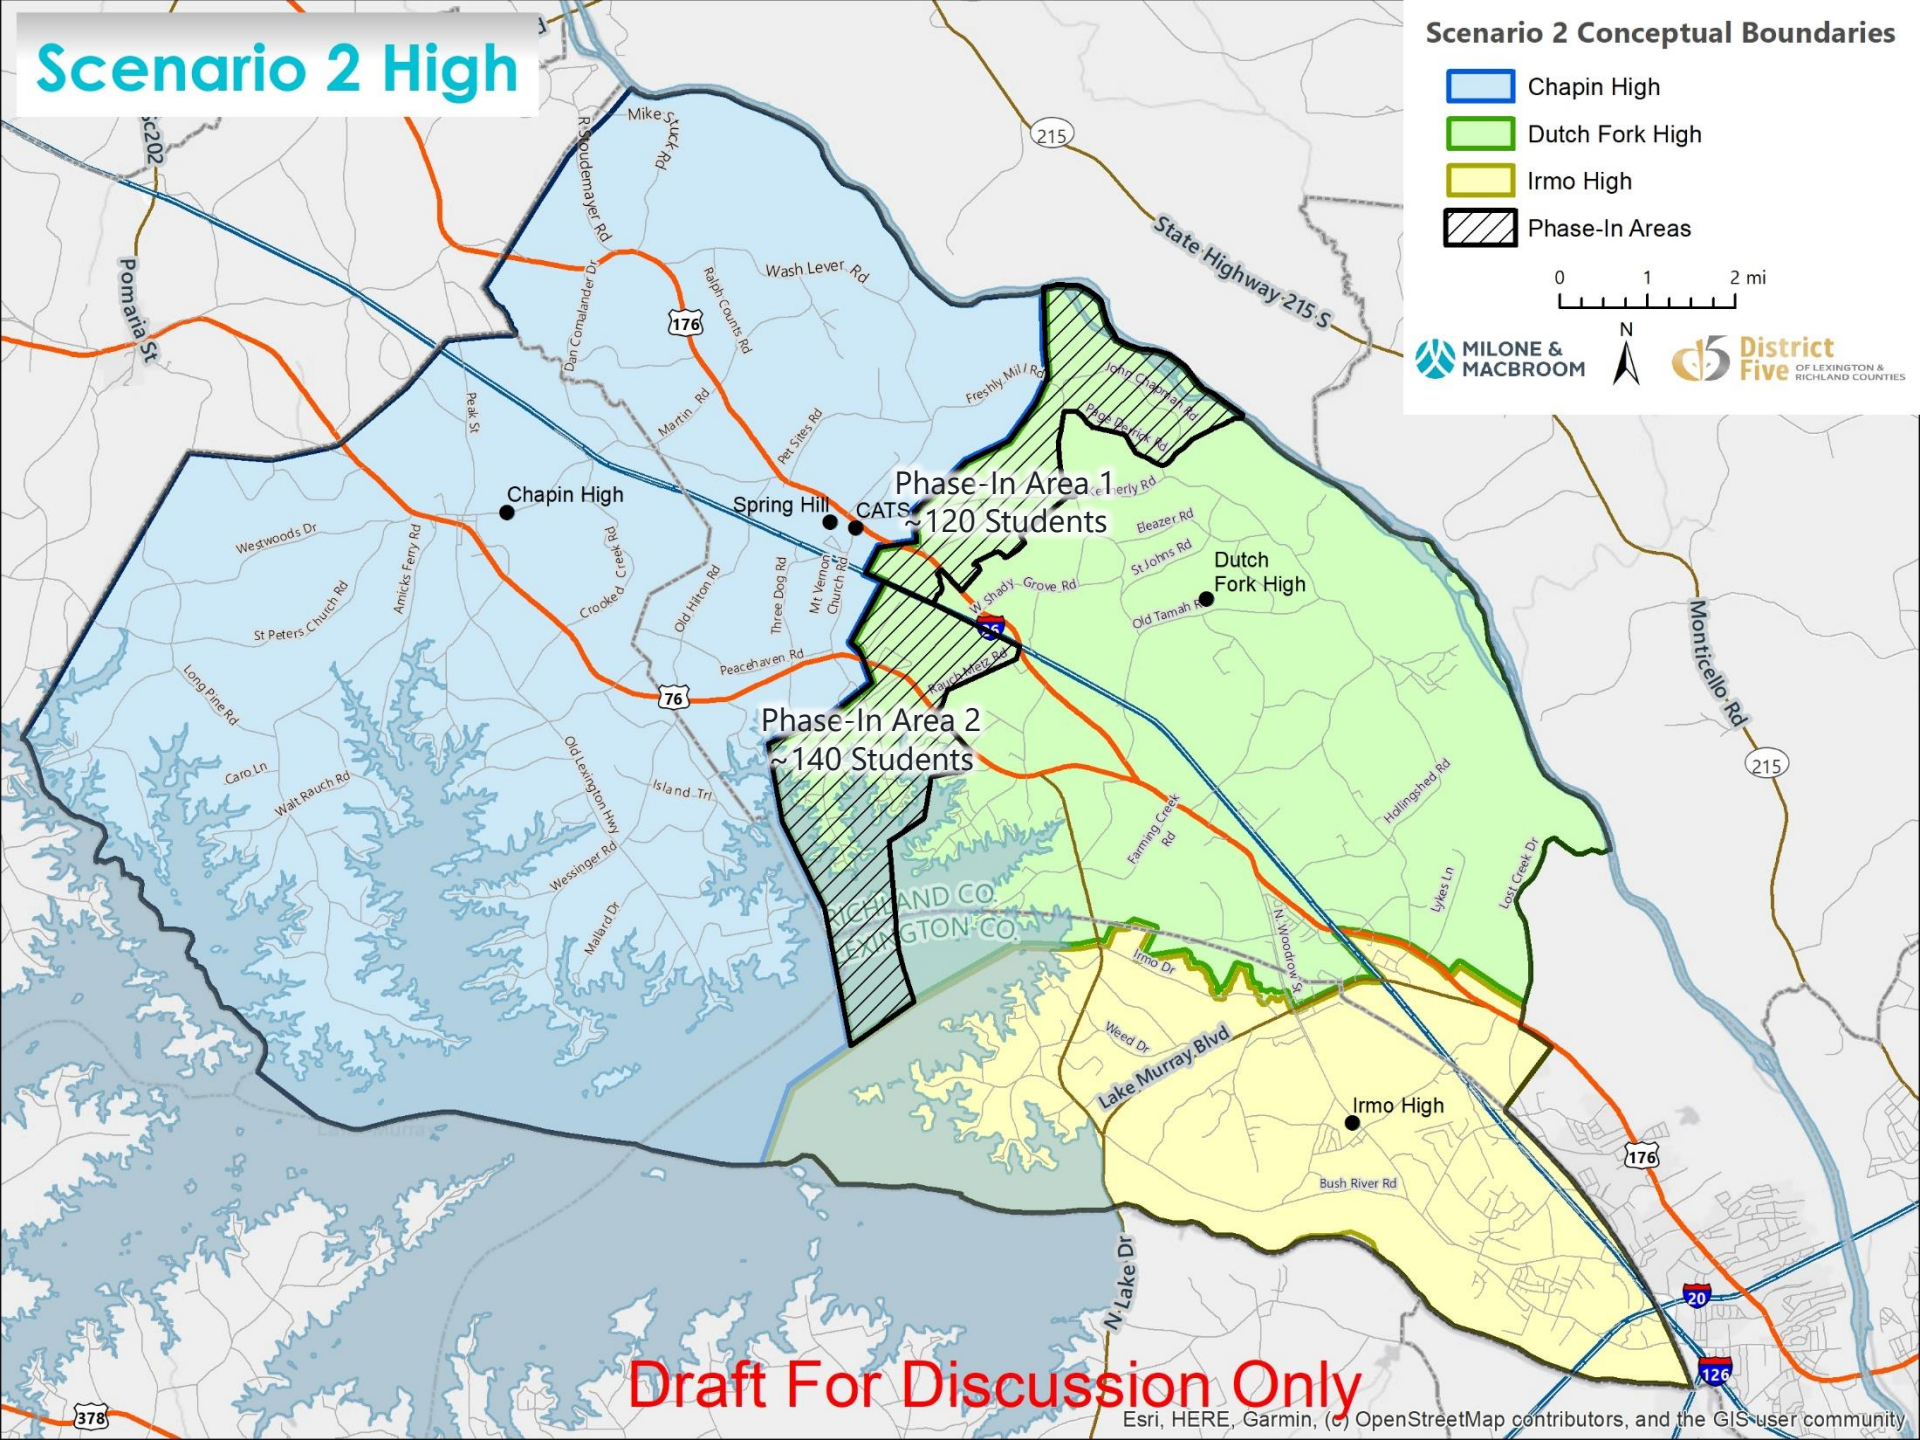 Scenario 2 High
Scenario 2 Conceptual Boundaries
Chapin High
Dutch Fork High
Irmo High
Phase-In Areas
0 1 2 mi
N
MILONE &
MACBROOM
d5 District
Five OF LEXINGTON &
RICHLAND COUNTIES
Sc202
Pomaria St
Mike Stuck Rd
R Stoudemayer Rd
215
State Highway 215 S
Wash Lever Rd
Dan Comalander Dr
Ralph Counts Rd
176
Freshly Mill Rd
John Chapman Rd
Page Derrick Rd
Peak St
Martin Rd
Pet Sites Rd
Phase-In Area 1
~120 Students
Kennerly Rd
Chapin High
Spring Hill
CATS
Eleazer Rd
St Johns Rd
Dutch
Fork High
Old Tamah R
W Shady Grove Rd
26
Westwoods Dr
Amicks Ferry Rd
Crooked Creek Rd
Old Hilton Rd
Three Dog Rd
Mt Vernon
Church Rd
St Peters Church Rd
Peacehaven Rd
Rauch Metz Rd
Long Pine Rd
76
Monticello Rd
215
Phase-In Area 2
~140 Students
Caro Ln
Wait Rauch Rd
Old Lexington Hwy
Island Trl
Farming Creek
Rd
Hollingshed Rd
Wessinger Rd
Mallard Dr
Lykes Ln
Lost Creek Dr
RICHLAND CO.
LEXINGTON CO.
N Woodrow St
Irmo Dr
Weed Dr
Lake Murray Blvd
Irmo High
176
Bush River Rd
N Lake Dr
20
126
378
Draft For Discussion Only
Esri, HERE, Garmin, (c) OpenStreetMap contributors, and the GIS user community